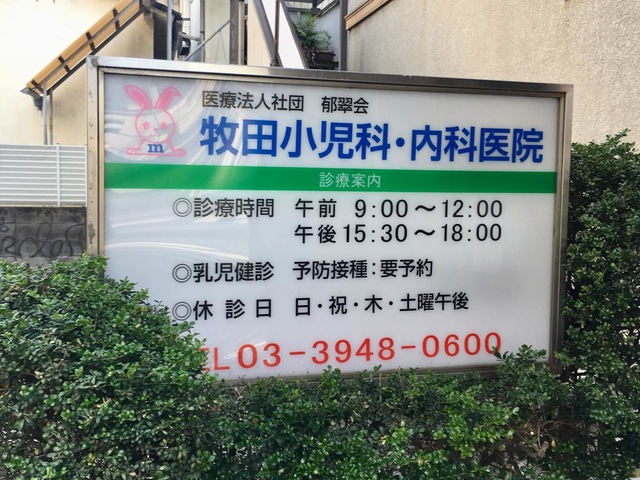 医療法人社団 郁翠会
m
牧田小児科・内科医院
診療案内
◎診療時間 午前 9:00〜12:00
午後 15:30〜18:00
◎乳児健診 予防接種:要予約
◎休診日 日・祝・木・土曜午後
TEL 03-3948-0600